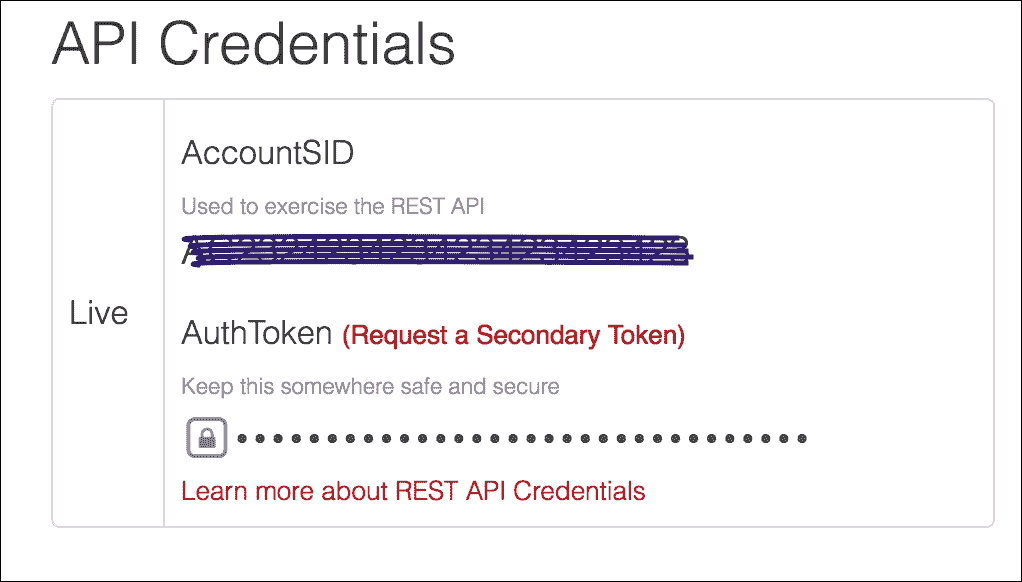 API Credentials
AccountSID
Used to exercise the REST API
Live
AuthToken (Request a Secondary Token)
Keep this somewhere safe and secure
Learn more about REST API Credentials